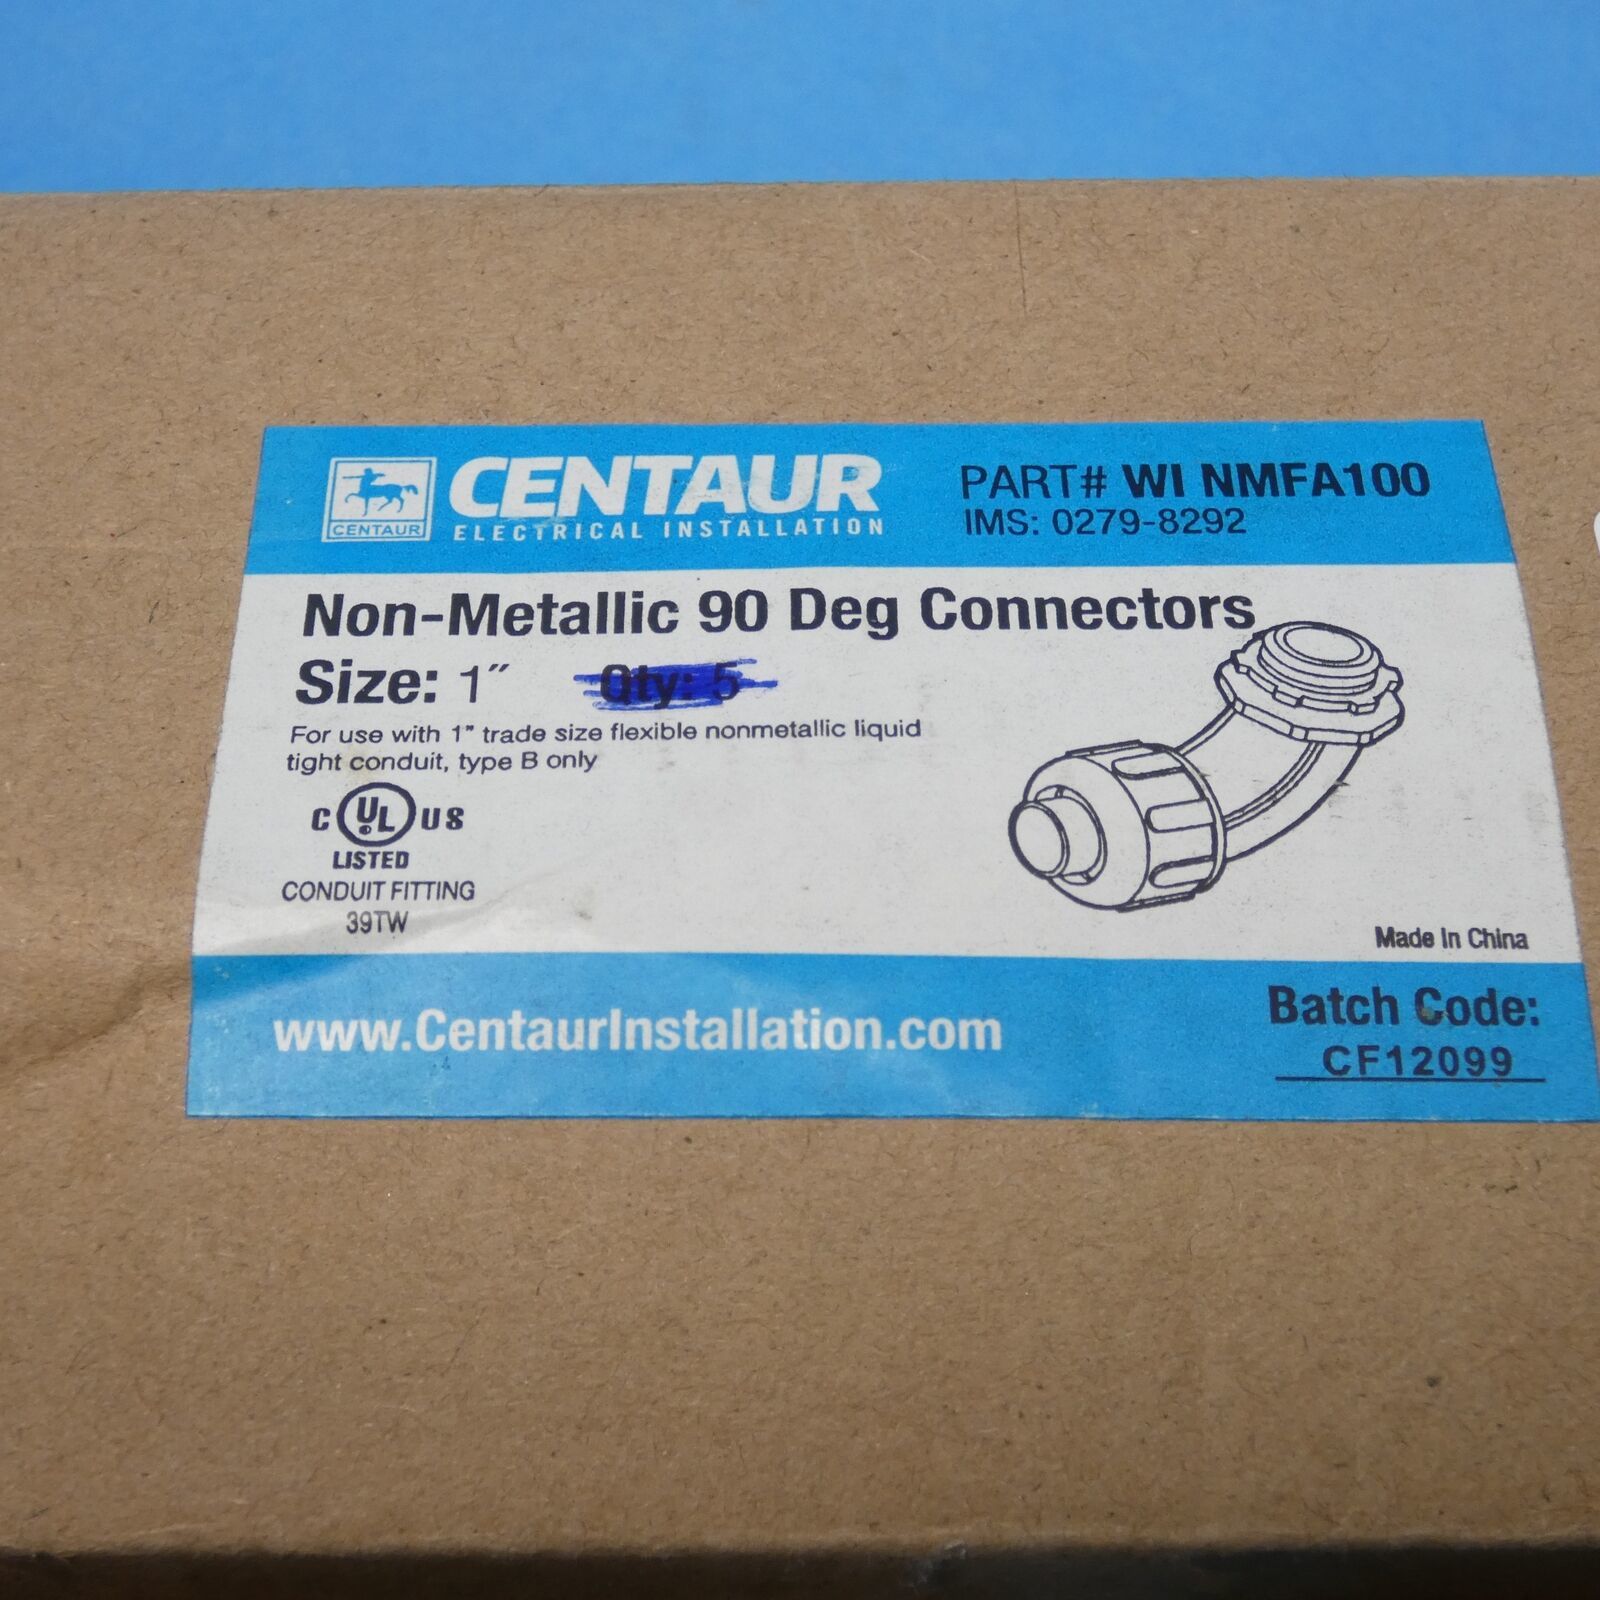 CENTAUR
CENTAUR
ELECTRICAL INSTALLATION
PART# WI NMFA100
IMS: 0279-8292
Non-Metallic 90 Deg Connectors
Size: 1" Qty: 5
For use with 1" trade size flexible nonmetallic liquid
tight conduit, type B only
C UL US
LISTED
CONDUIT FITTING
39TW
Made In China
www.CentaurInstallation.com
Batch Code:
CF12099